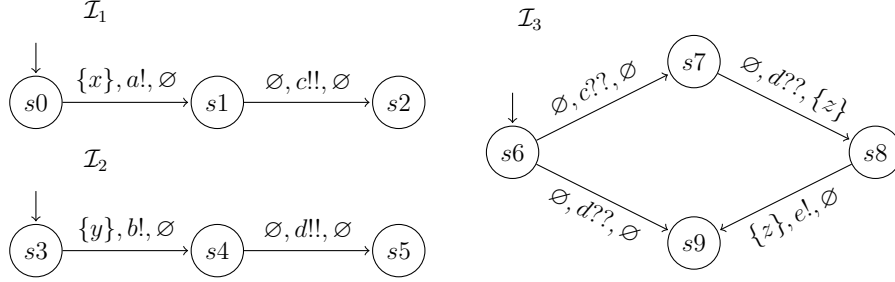 I₁
s0
{x}, a!, ∅
s1
∅, c!!, ∅
s2
I₂
s3
{y}, b!, ∅
s4
∅, d!!, ∅
s5
I₃
s7
∅, c??, ∅
∅, d??, {z}
s6
s8
∅, d??, ∅
{z}, e!, ∅
s9